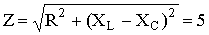 Z = √(R² + (X_L − X_C)²) = 5